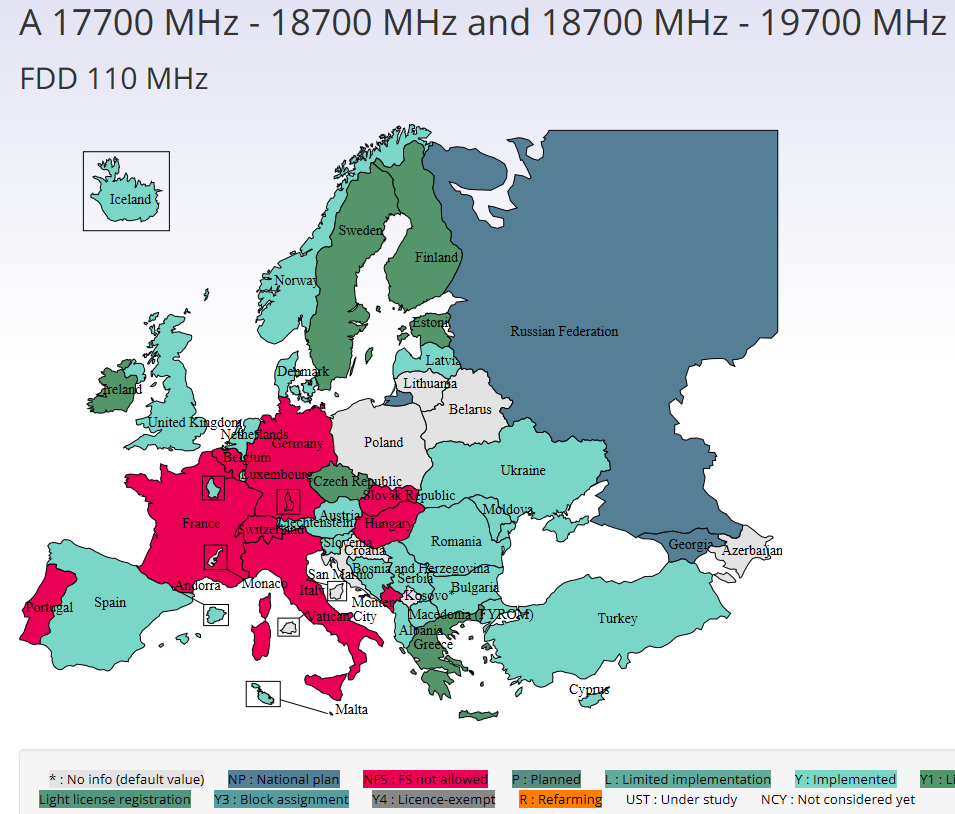 A 17700 MHz - 18700 MHz and 18700 MHz - 19700 MHz
FDD 110 MHz
Iceland
Sweden
Finland
Norway
Estoni
Russian Federation
Latvia
Denmark
Lithuania
Ireland
Belarus
United Kingdom
Netherlands
Germany
Poland
Belgium
Ukraine
Luxembourg
Czech Republic
Slovak Republic
Moldova
Austria
France
Liechtenstein
Hungary
Switzerland
Slovenia
Romania
Georgia
Croatia
Azerbaijan
Bosnia and Herzegovina
San Marino
Serbia
Andorra
Monaco
Italy
Bulgaria
Kosovo*
Spain
Monten
Portugal
Vatican City
Macedonia (FYROM)
Turkey
Albania
Greece
Cyprus
Malta
* : No info (default value) NP : National plan NFS : FS not allowed P : Planned L : Limited implementation Y : Implemented Y1 : Li
Light license registration Y3 : Block assignment Y4 : Licence-exempt R : Refarming UST : Under study NCY : Not considered yet